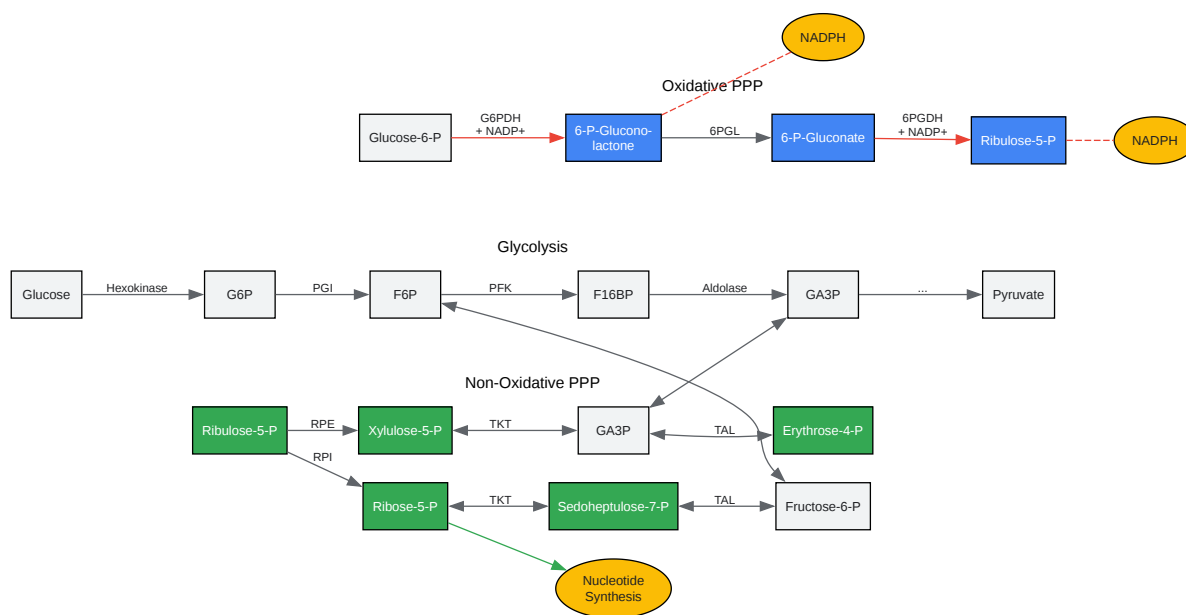 NADPH
Oxidative PPP
Glucose-6-P
G6PDH
+ NADP+
6-P-Glucono-
lactone
6PGL
6-P-Gluconate
6PGDH
+ NADP+
Ribulose-5-P
NADPH
Glycolysis
Glucose
Hexokinase
G6P
PGI
F6P
PFK
F16BP
Aldolase
GA3P
...
Pyruvate
Non-Oxidative PPP
Ribulose-5-P
RPE
Xylulose-5-P
TKT
GA3P
TAL
Erythrose-4-P
RPI
Ribose-5-P
TKT
Sedoheptulose-7-P
TAL
Fructose-6-P
Nucleotide
Synthesis